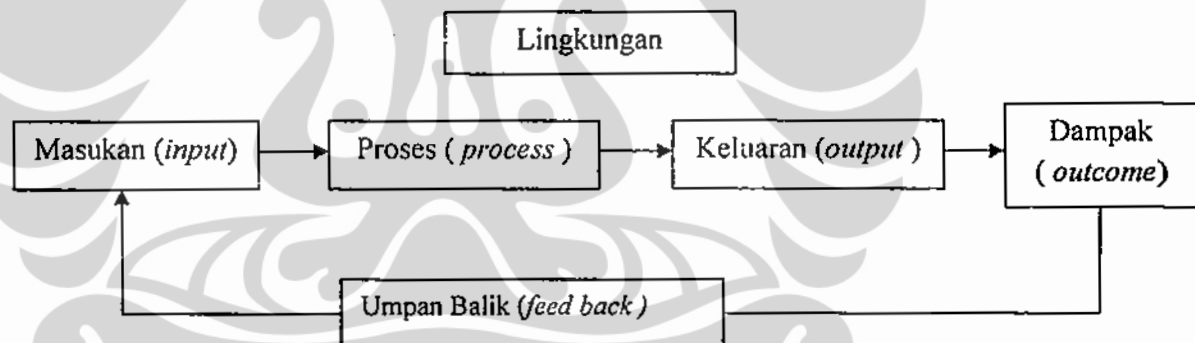 Lingkungan
Masukan (input)
Proses ( process )
Keluaran (output )
Dampak
( outcome)
Umpan Balik (feed back )